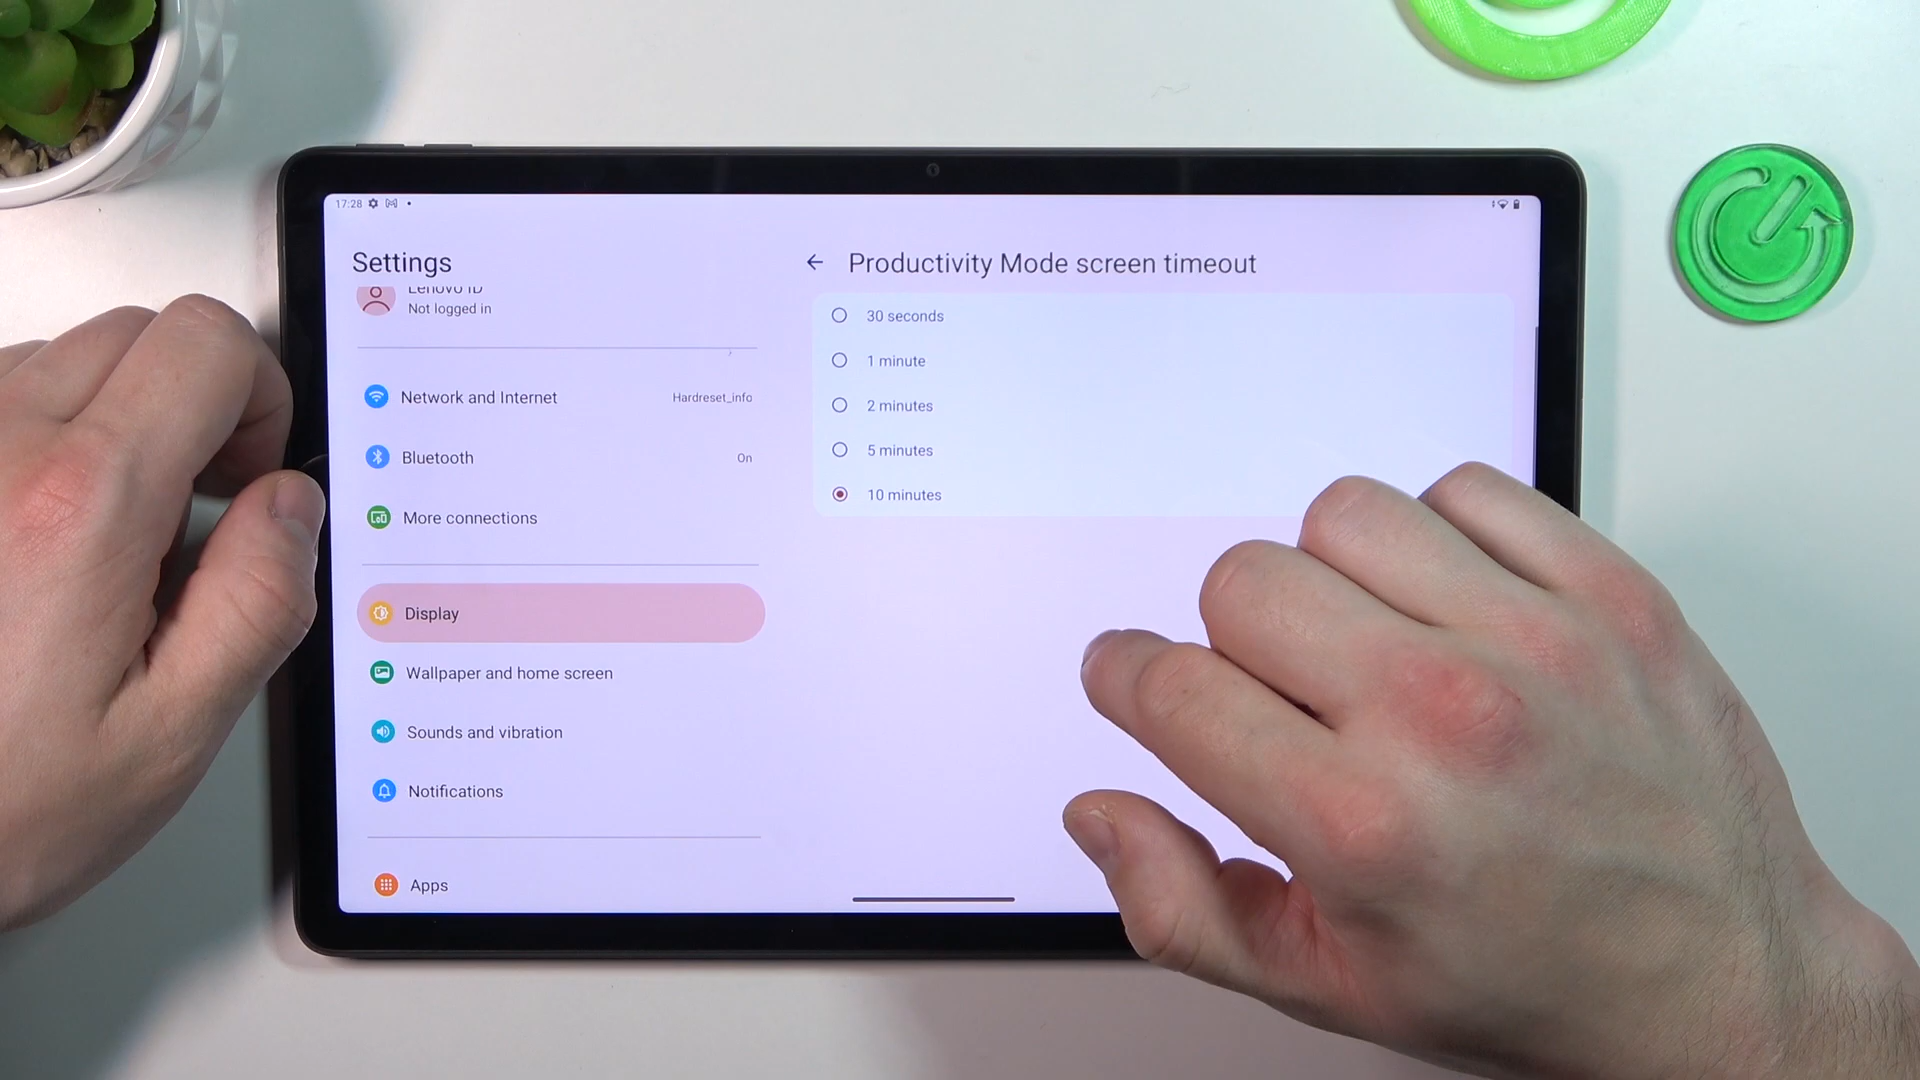 17:28
Settings
Lenovo ID
Not logged in
Network and Internet
Hardreset_info
Bluetooth
On
More connections
Display
Wallpaper and home screen
Sounds and vibration
Notifications
Apps
Productivity Mode screen timeout
30 seconds
1 minute
2 minutes
5 minutes
10 minutes